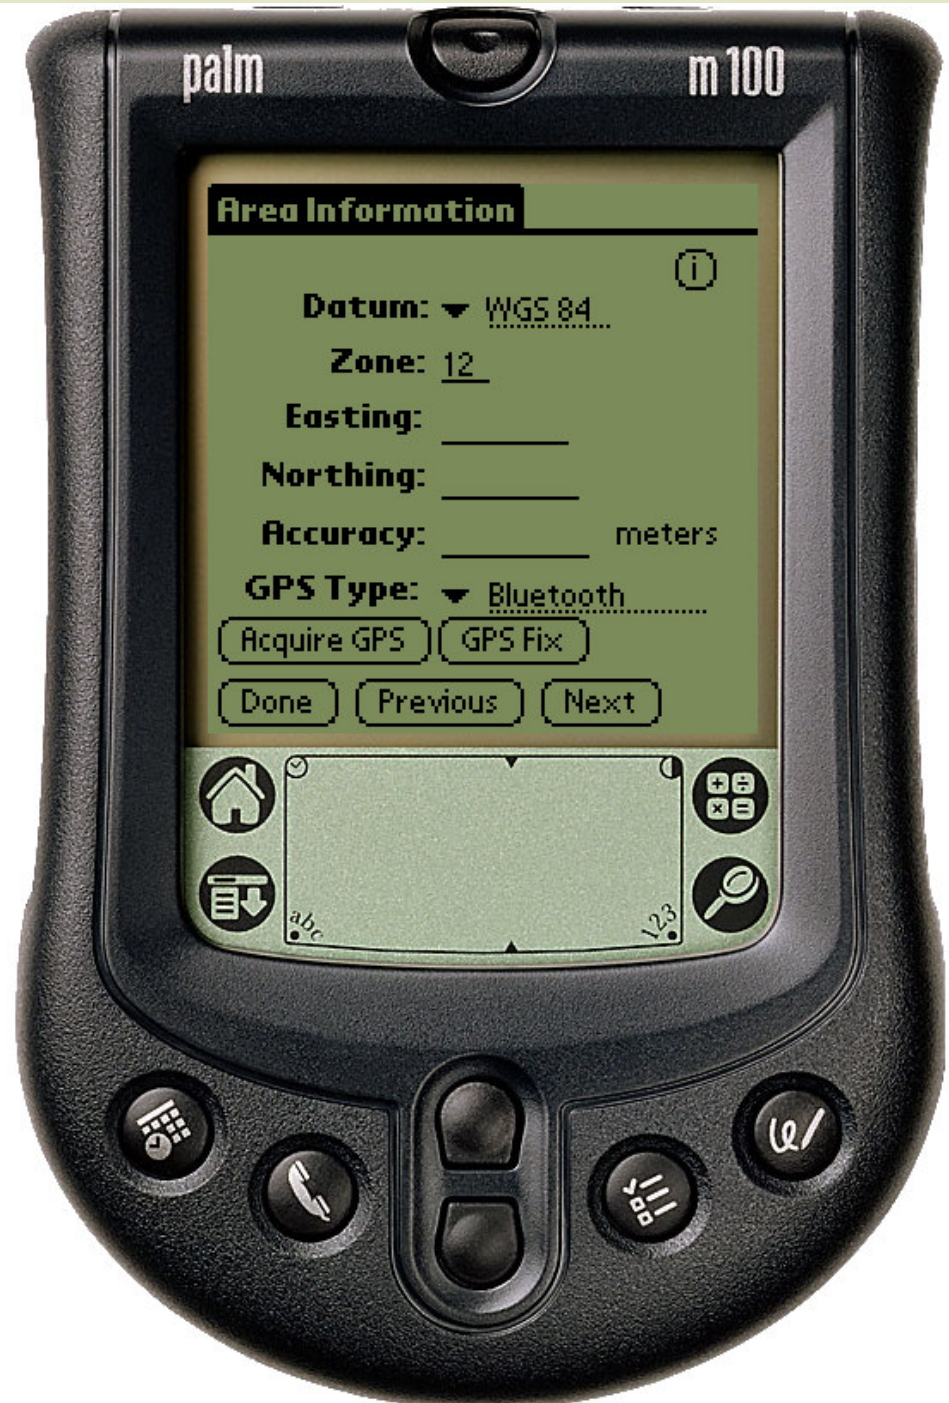 palm m100
Area Information
i
Datum: WGS 84
Zone: 12
Easting:
Northing:
Accuracy: meters
GPS Type: Bluetooth
Acquire GPS GPS Fix
Done Previous Next
+ ÷
× =
abc 123